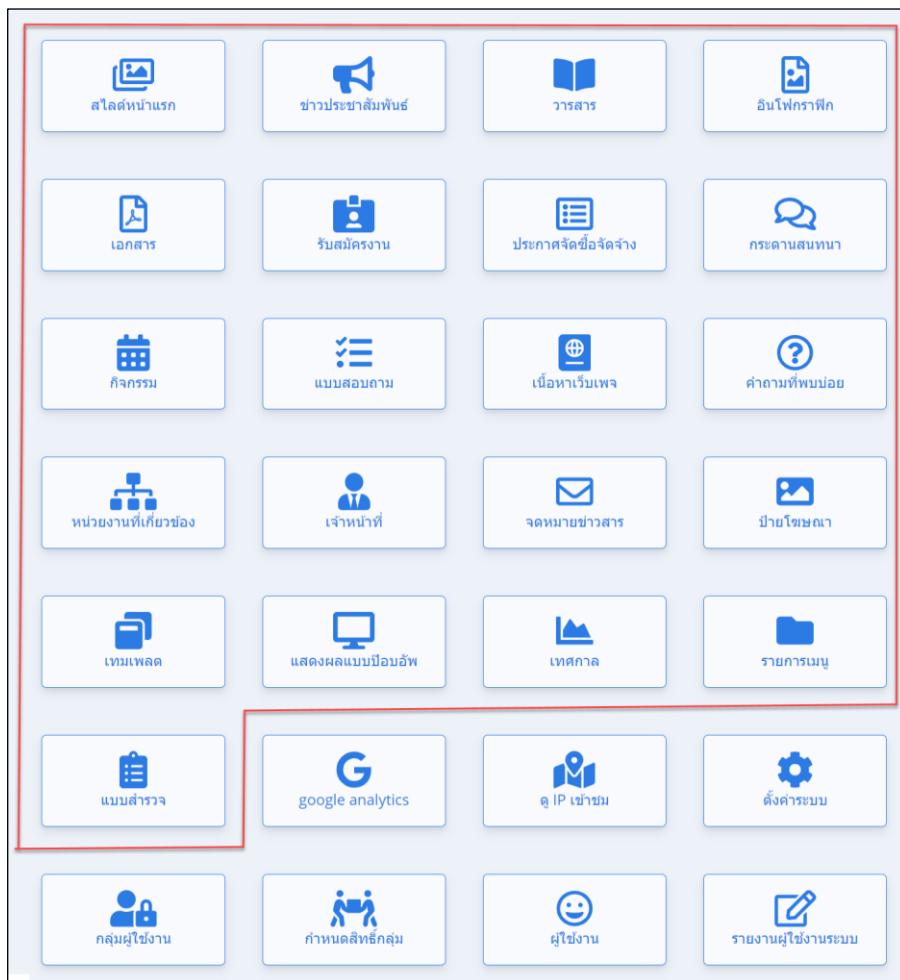 สไลด์หน้าแรก
ข่าวประชาสัมพันธ์
วารสาร
อินโฟกราฟิก
เอกสาร
รับสมัครงาน
ประกาศจัดซื้อจัดจ้าง
กระดานสนทนา
กิจกรรม
แบบสอบถาม
เนื้อหาเว็บเพจ
คำถามที่พบบ่อย
หน่วยงานที่เกี่ยวข้อง
เจ้าหน้าที่
จดหมายข่าวสาร
ป้ายโฆษณา
เทมเพลต
แสดงผลแบบป๊อบอัพ
เทศกาล
รายการเมนู
แบบสำรวจ
google analytics
ดู IP เข้าชม
ตั้งค่าระบบ
กลุ่มผู้ใช้งาน
กำหนดสิทธิ์กลุ่ม
ผู้ใช้งาน
รายงานผู้ใช้งานระบบ